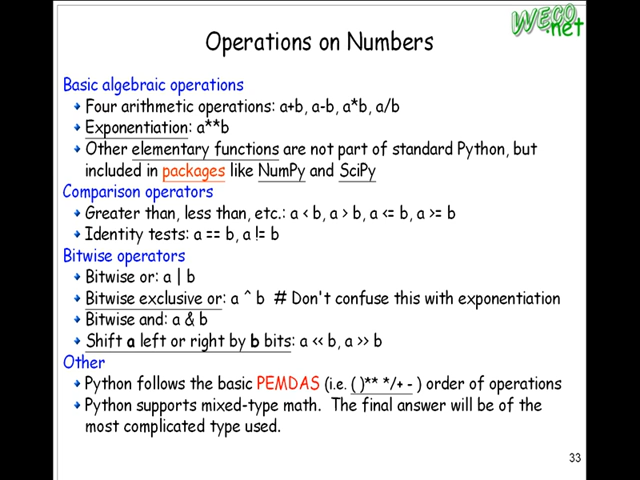 WECO
.net
Operations on Numbers
Basic algebraic operations
Four arithmetic operations: a+b, a-b, a*b, a/b
Exponentiation: a**b
Other elementary functions are not part of standard Python, but
included in packages like NumPy and SciPy
Comparison operators
Greater than, less than, etc.: a < b, a > b, a <= b, a >= b
Identity tests: a == b, a != b
Bitwise operators
Bitwise or: a | b
Bitwise exclusive or: a ^ b # Don't confuse this with exponentiation
Bitwise and: a & b
Shift a left or right by b bits: a << b, a >> b
Other
Python follows the basic PEMDAS (i.e. ( )** */+ - ) order of operations
Python supports mixed-type math. The final answer will be of the
most complicated type used.
33